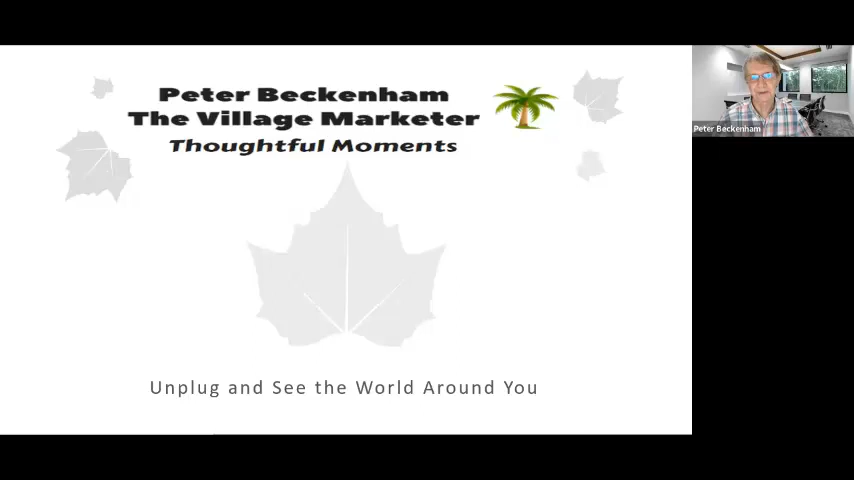 Peter Beckenham
The Village Marketer
Thoughtful Moments
Unplug and See the World Around You
Peter Beckenham